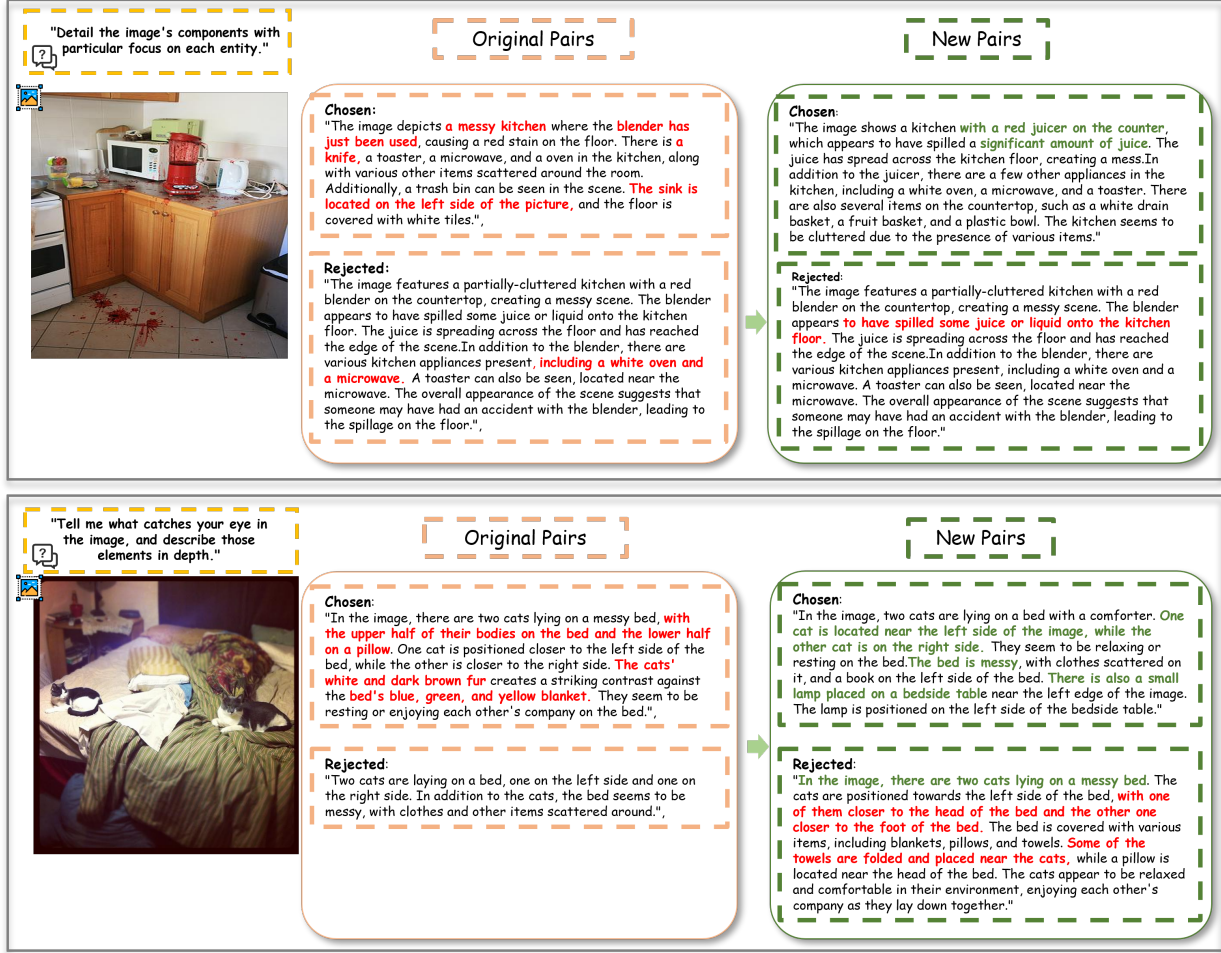 "Detail the image's components with
particular focus on each entity."
Original Pairs
New Pairs
Chosen:
"The image depicts a messy kitchen where the blender has
just been used, causing a red stain on the floor. There is a
knife, a toaster, a microwave, and a oven in the kitchen, along
with various other items scattered around the room.
Additionally, a trash bin can be seen in the scene. The sink is
located on the left side of the picture, and the floor is
covered with white tiles.",
Rejected:
"The image features a partially-cluttered kitchen with a red
blender on the countertop, creating a messy scene. The blender
appears to have spilled some juice or liquid onto the kitchen
floor. The juice is spreading across the floor and has reached
the edge of the scene.In addition to the blender, there are
various kitchen appliances present, including a white oven and
a microwave. A toaster can also be seen, located near the
microwave. The overall appearance of the scene suggests that
someone may have had an accident with the blender, leading to
the spillage on the floor.",
Chosen:
"The image shows a kitchen with a red juicer on the counter,
which appears to have spilled a significant amount of juice. The
juice has spread across the kitchen floor, creating a mess.In
addition to the juicer, there are a few other appliances in the
kitchen, including a white oven, a microwave, and a toaster. There
are also several items on the countertop, such as a white drain
basket, a fruit basket, and a plastic bowl. The kitchen seems to
be cluttered due to the presence of various items."
Rejected:
"The image features a partially-cluttered kitchen with a red
blender on the countertop, creating a messy scene. The blender
appears to have spilled some juice or liquid onto the kitchen
floor. The juice is spreading across the floor and has reached
the edge of the scene.In addition to the blender, there are
various kitchen appliances present, including a white oven and a
microwave. A toaster can also be seen, located near the
microwave. The overall appearance of the scene suggests that
someone may have had an accident with the blender, leading to
the spillage on the floor."
"Tell me what catches your eye in
the image, and describe those
elements in depth."
Original Pairs
New Pairs
Chosen:
"In the image, there are two cats lying on a messy bed, with
the upper half of their bodies on the bed and the lower half
on a pillow. One cat is positioned closer to the left side of the
bed, while the other is closer to the right side. The cats'
white and dark brown fur creates a striking contrast against
the bed's blue, green, and yellow blanket. They seem to be
resting or enjoying each other's company on the bed.",
Rejected:
"Two cats are laying on a bed, one on the left side and one on
the right side. In addition to the cats, the bed seems to be
messy, with clothes and other items scattered around.",
Chosen:
"In the image, two cats are lying on a bed with a comforter. One
cat is located near the left side of the image, while the
other cat is on the right side. They seem to be relaxing or
resting on the bed.The bed is messy, with clothes scattered on
it, and a book on the left side of the bed. There is also a small
lamp placed on a bedside table near the left edge of the image.
The lamp is positioned on the left side of the bedside table."
Rejected:
"In the image, there are two cats lying on a messy bed. The
cats are positioned towards the left side of the bed, with one
of them closer to the head of the bed and the other one
closer to the foot of the bed. The bed is covered with various
items, including blankets, pillows, and towels. Some of the
towels are folded and placed near the cats, while a pillow is
located near the head of the bed. The cats appear to be relaxed
and comfortable in their environment, enjoying each other's
company as they lay down together."